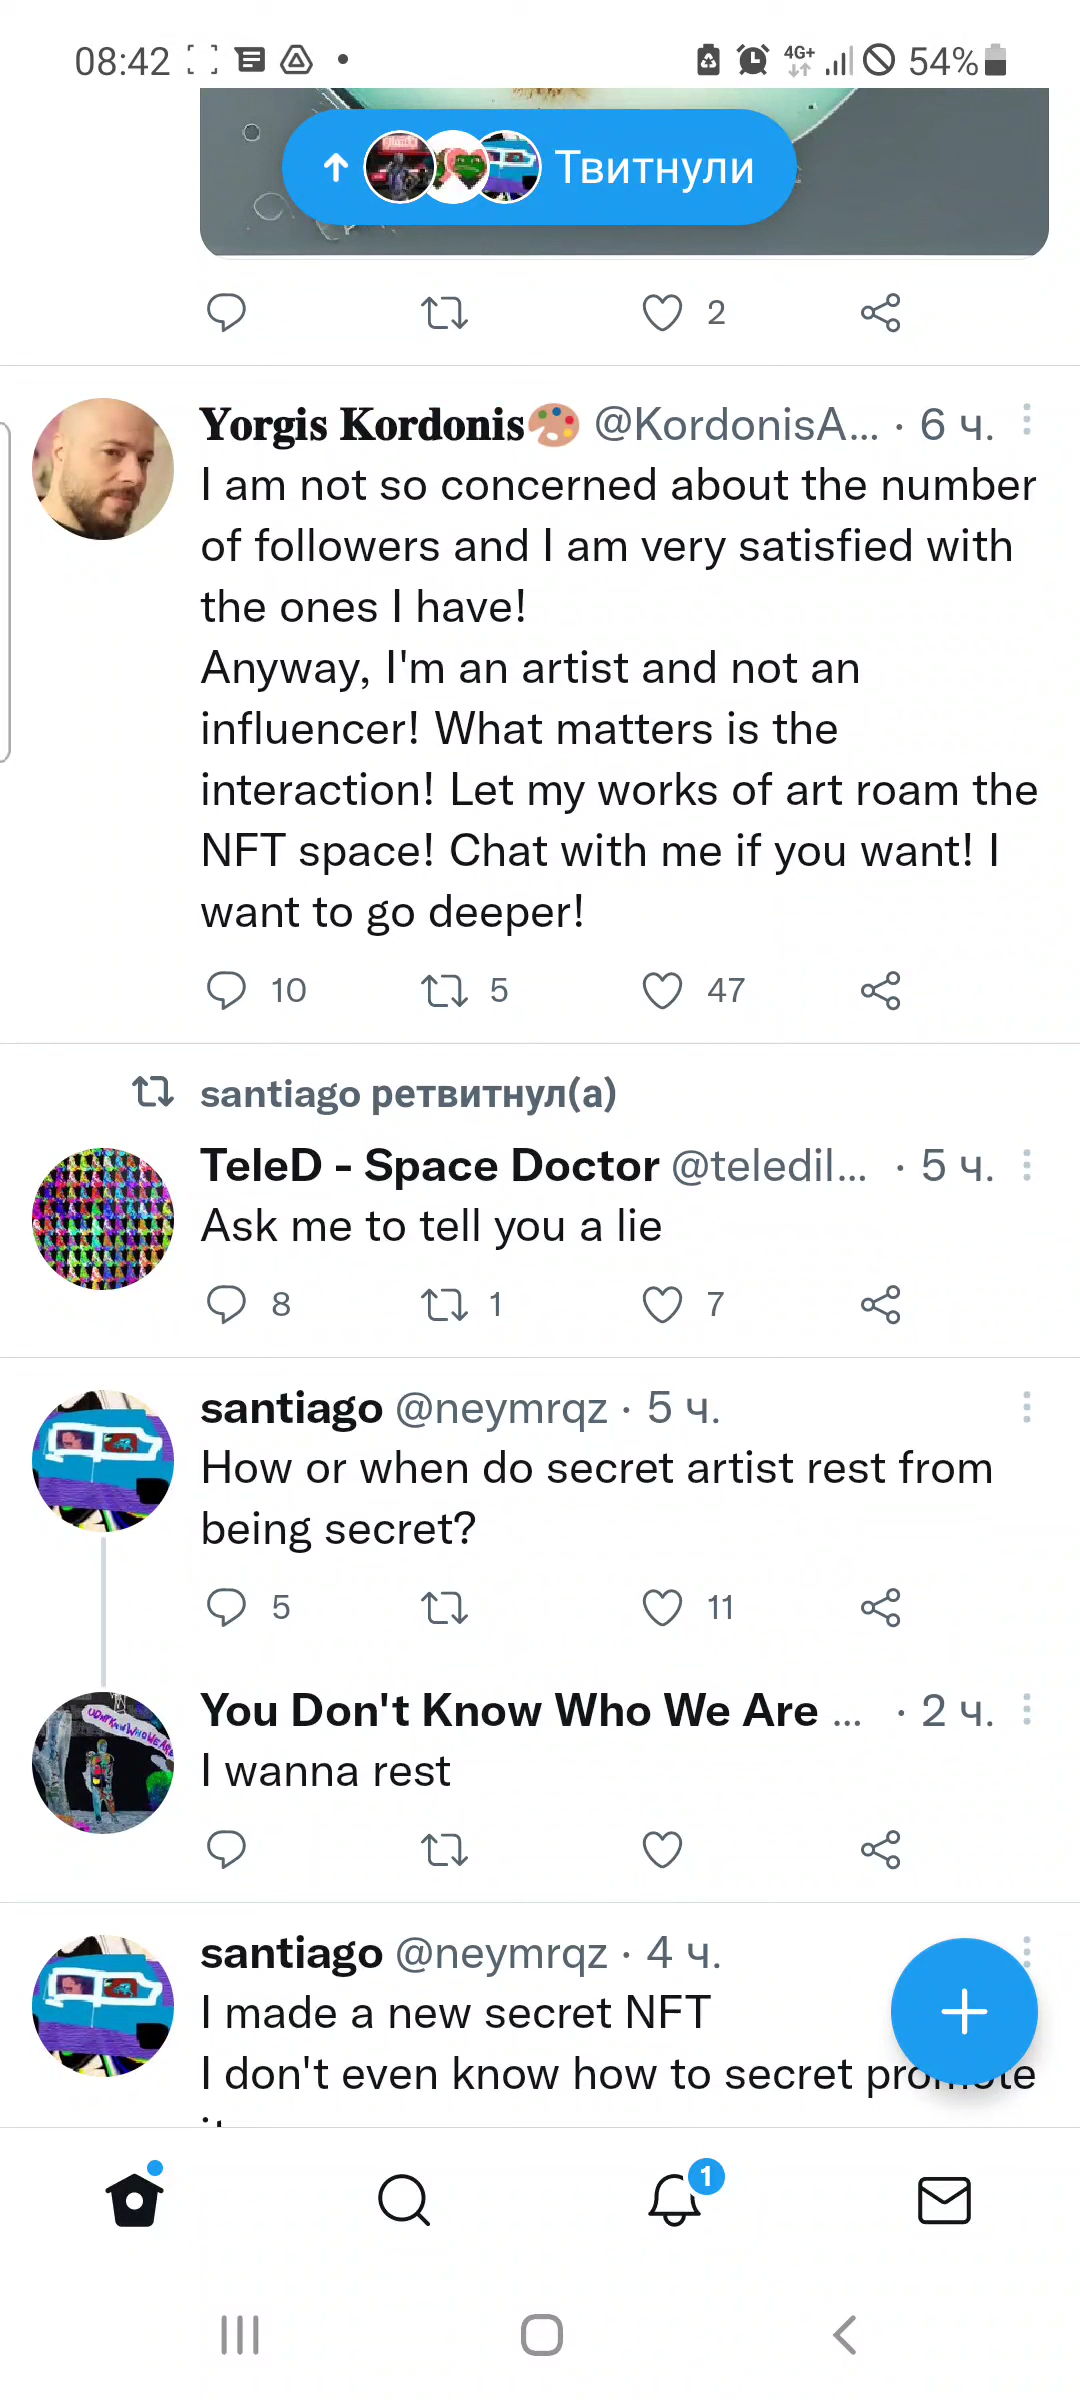 08:42
4G+
54%
Твитнули
2
Yorgis Kordonis @KordonisA... · 6 ч.
I am not so concerned about the number
of followers and I am very satisfied with
the ones I have!
Anyway, I'm an artist and not an
influencer! What matters is the
interaction! Let my works of art roam the
NFT space! Chat with me if you want! I
want to go deeper!
10 5 47
santiago ретвитнул(а)
TeleD - Space Doctor @teledil... · 5 ч.
Ask me to tell you a lie
8 1 7
santiago @neymrqz · 5 ч.
How or when do secret artist rest from
being secret?
5 11
You Don't Know Who We Are ... · 2 ч.
I wanna rest
santiago @neymrqz · 4 ч.
I made a new secret NFT
I don't even know how to secret promote
1